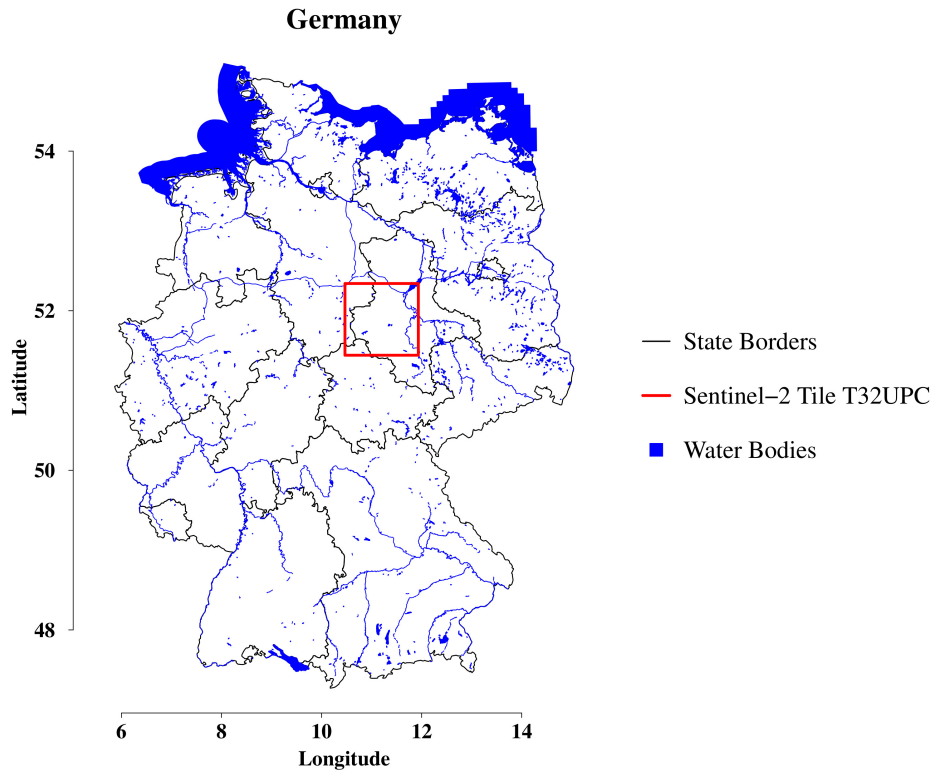 Germany
54
52
50
48
Latitude
6 8 10 12 14
Longitude
State Borders
Sentinel−2 Tile T32UPC
Water Bodies